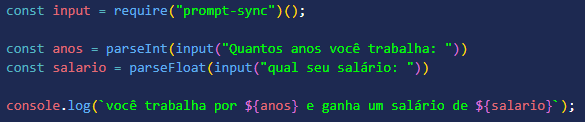 const input = require("prompt-sync")();
const anos = parseInt(input("Quantos anos você trabalha: "))
const salario = parseFloat(input("qual seu salário: "))
console.log(`você trabalha por ${anos} e ganha um salário de ${salario}`);